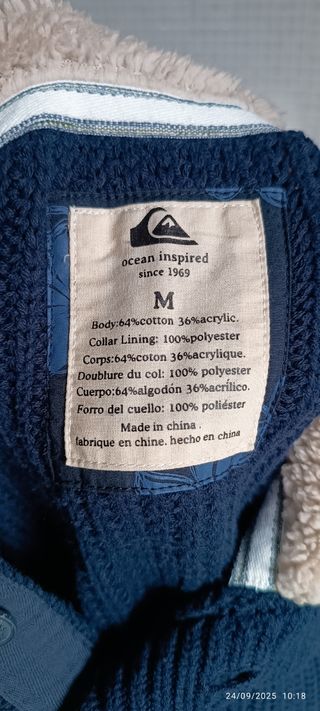 ocean inspired
since 1969
M
Body:64%cotton 36%acrylic.
Collar Lining: 100%polyester
Corps:64%coton 36%acrylique.
Doublure du col: 100% polyester
Cuerpo:64%algodón 36%acrílico.
Forro del cuello: 100% poliéster
Made in china .
fabrique en chine. hecho en china
24/09/2025 10:18